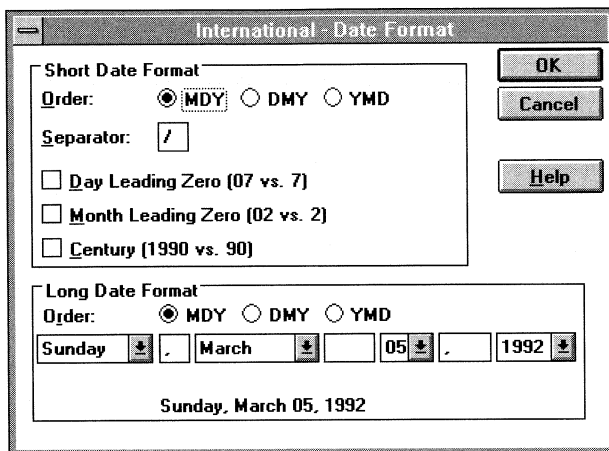 International - Date Format
Short Date Format
Order: MDY DMY YMD
Separator: /
Day Leading Zero (07 vs. 7)
Month Leading Zero (02 vs. 2)
Century (1990 vs. 90)
OK
Cancel
Help
Long Date Format
Order: MDY DMY YMD
Sunday , March 05 , 1992
Sunday, March 05, 1992